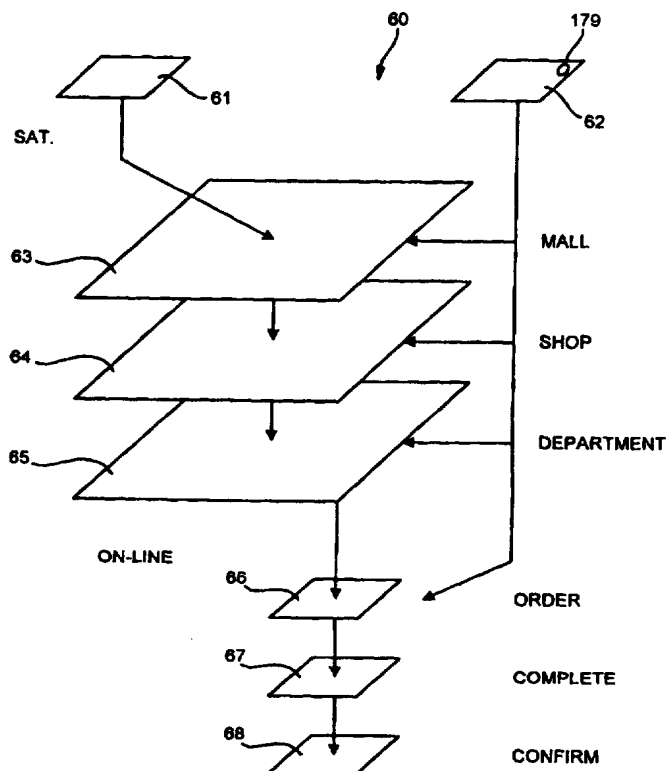 60
179
61
62
SAT.
63
MALL
64
SHOP
65
DEPARTMENT
ON-LINE
66
ORDER
67
COMPLETE
68
CONFIRM